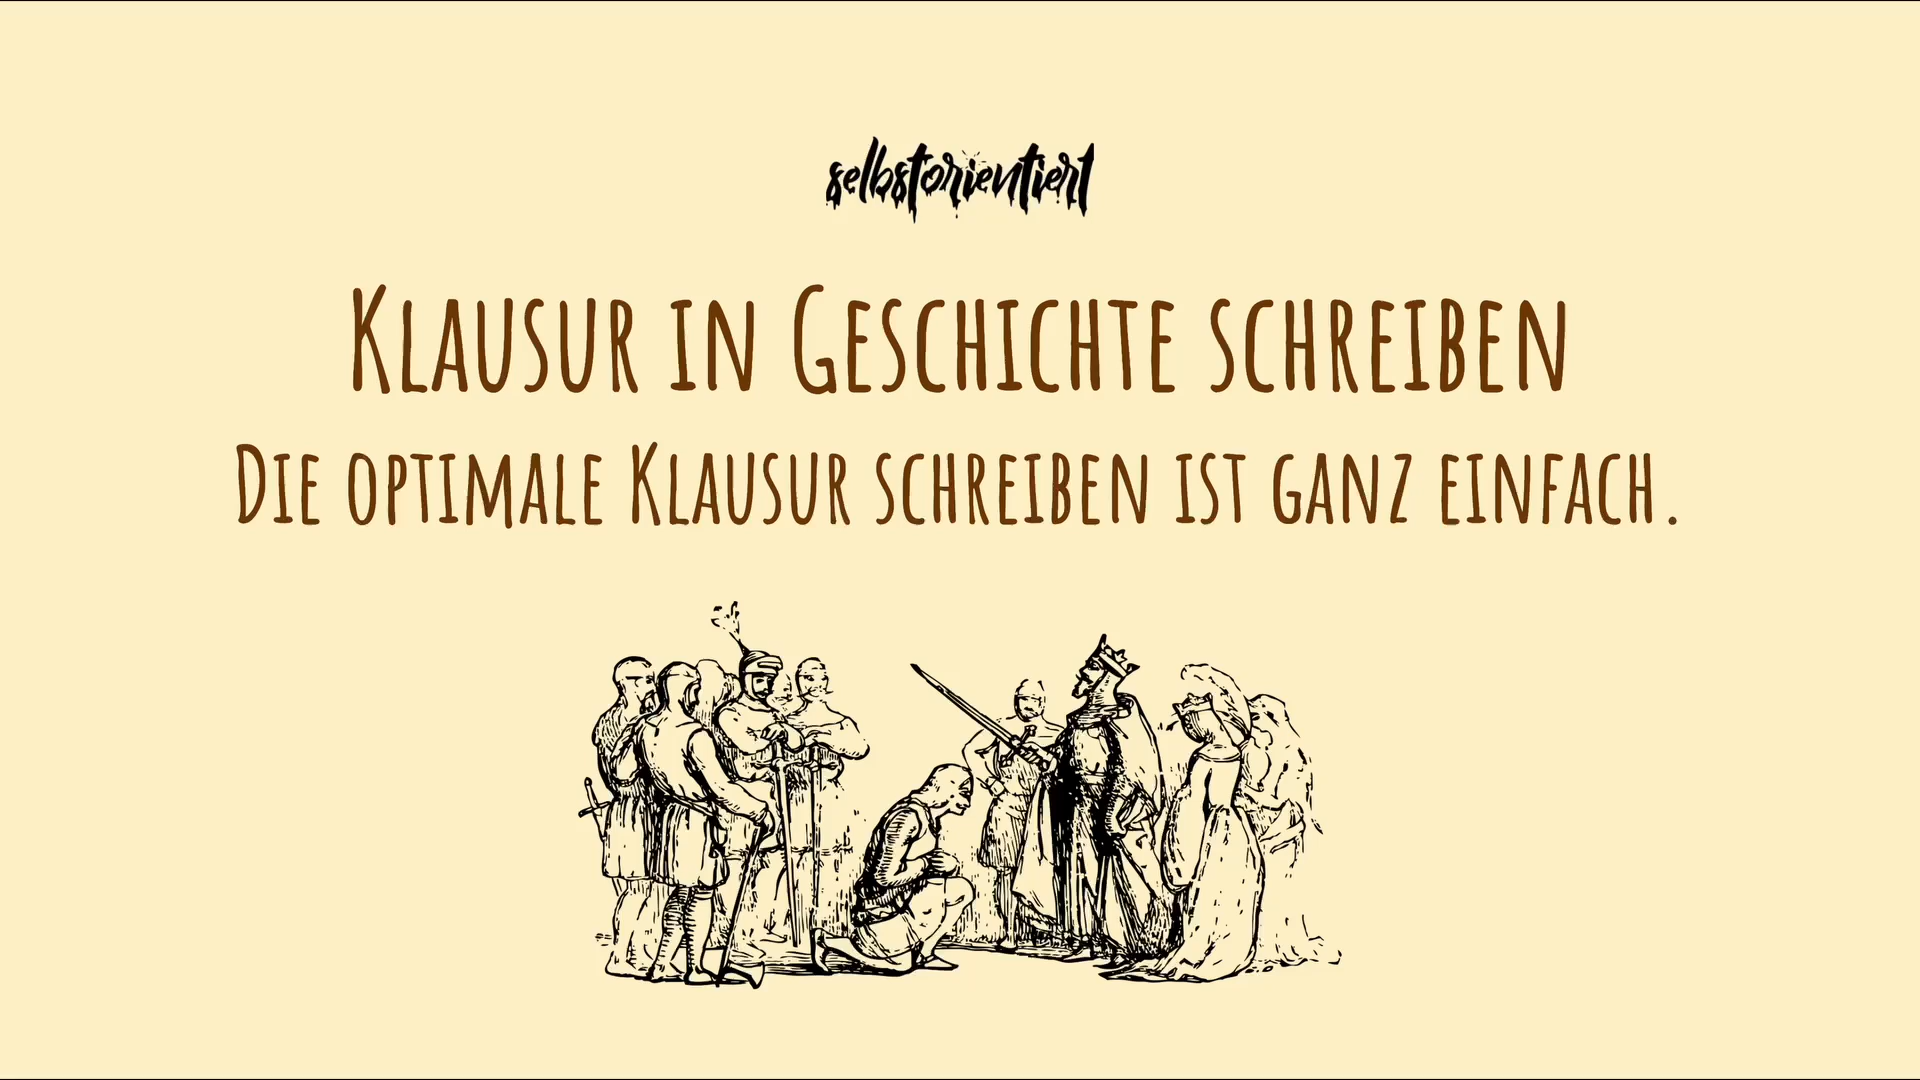 selbstorientiert
Klausur in Geschichte schreiben
Die optimale Klausur schreiben ist ganz einfach.